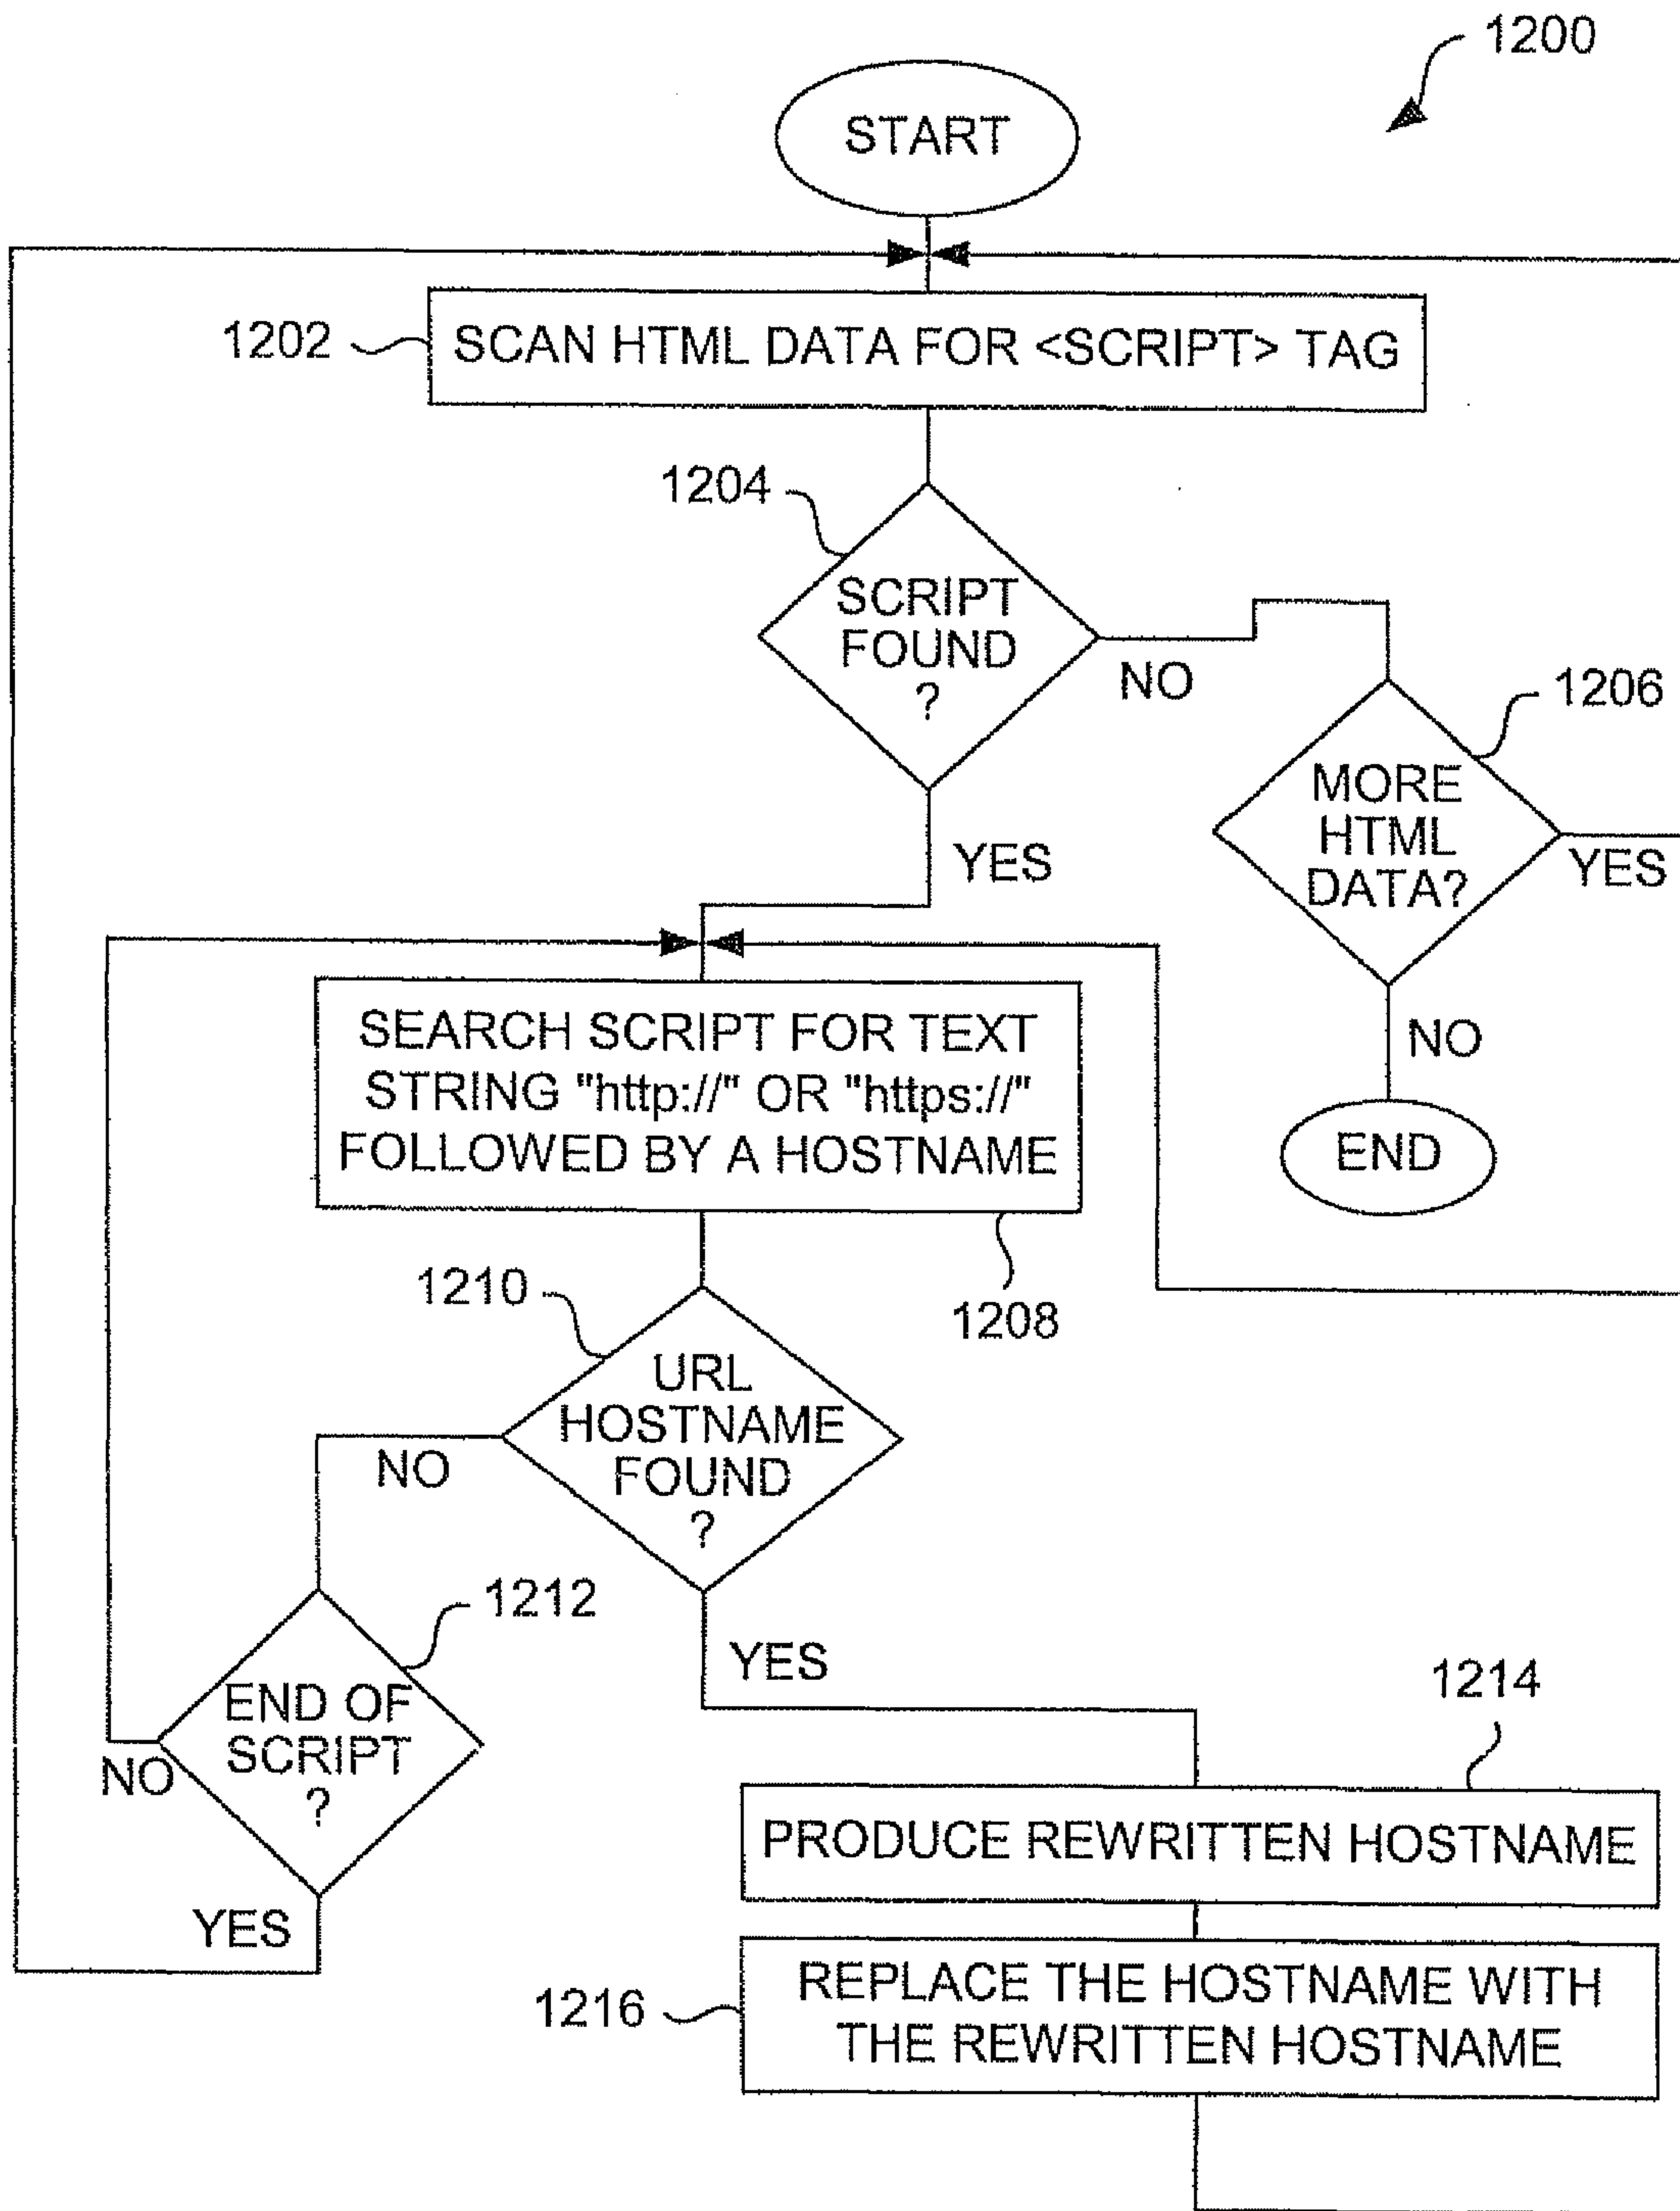 1200
START
1202
SCAN HTML DATA FOR <SCRIPT> TAG
1204
SCRIPT
FOUND
?
NO
1206
MORE
HTML
DATA?
YES
YES
NO
END
SEARCH SCRIPT FOR TEXT
STRING "http://" OR "https://"
FOLLOWED BY A HOSTNAME
1208
1210
URL
HOSTNAME
FOUND
?
NO
1212
YES
END OF
SCRIPT
?
NO
YES
1214
PRODUCE REWRITTEN HOSTNAME
1216
REPLACE THE HOSTNAME WITH
THE REWRITTEN HOSTNAME